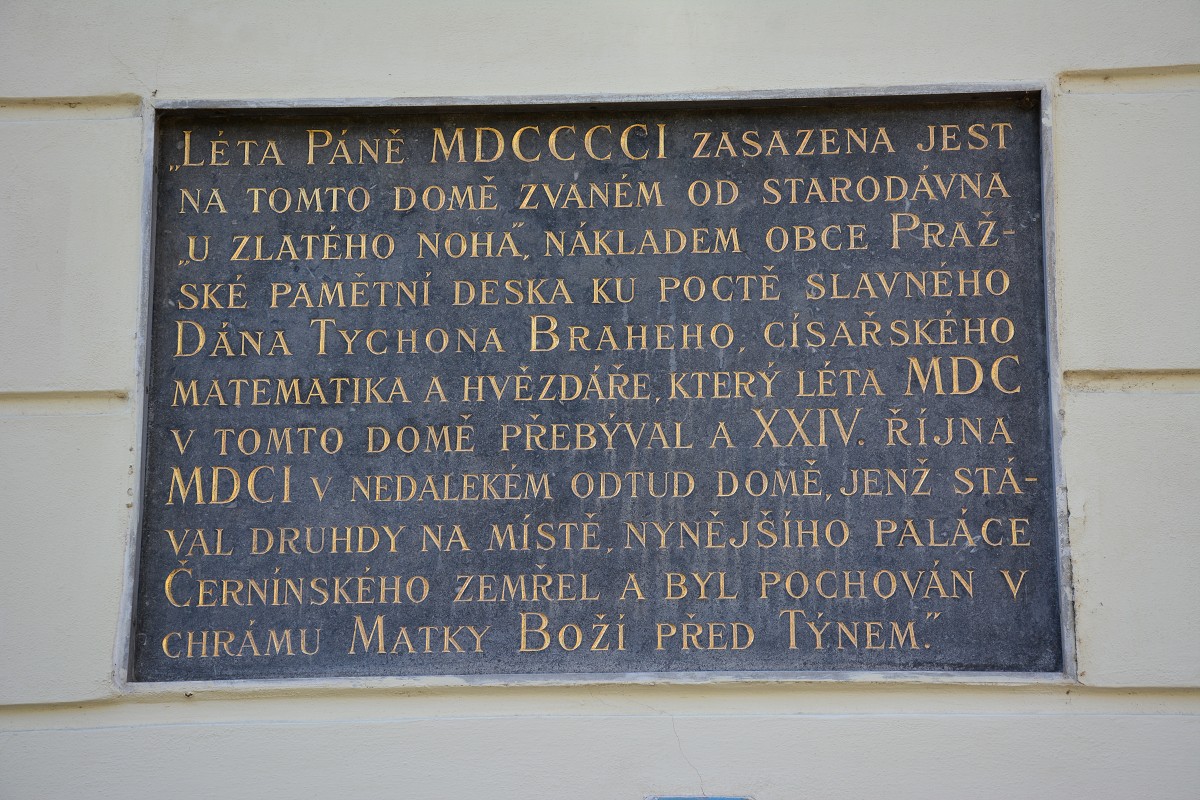 „Léta Páně MDCCCCI zasazena jest
na tomto domě zvaném od starodávna
„u zlatého noha”, nákladem obce Praž-
ské pamětní deska ku poctě slavného
Dána Tychona Braheho, císařského
matematika a hvězdáře, který léta MDC
v tomto domě přebýval a XXIV. října
MDCI v nedalekém odtud domě, jenž stá-
val druhdy na místě, nynějšího paláce
Černínského zemřel a byl pochován v
chrámu Matky Boží před Týnem.”